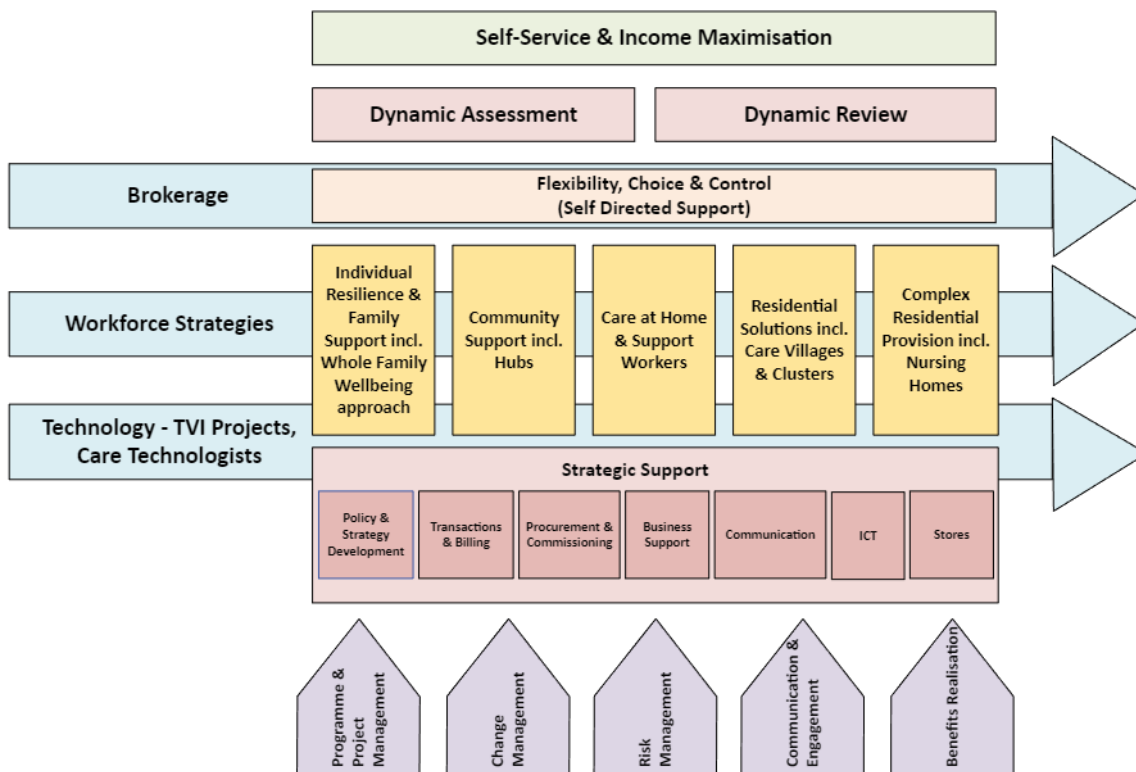 Self-Service & Income Maximisation
Dynamic Assessment
Dynamic Review
Brokerage
Flexibility, Choice & Control
(Self Directed Support)
Workforce Strategies
Individual
Resilience &
Family
Support incl.
Whole Family
Wellbeing
approach
Community
Support incl.
Hubs
Care at Home
& Support
Workers
Residential
Solutions incl.
Care Villages
& Clusters
Complex
Residential
Provision incl.
Nursing
Homes
Technology - TVI Projects,
Care Technologists
Strategic Support
Policy &
Strategy
Development
Transactions
& Billing
Procurement &
Commissioning
Business
Support
Communication
ICT
Stores
Programme &
Project
Management
Change
Management
Risk
Management
Communication &
Engagement
Benefits Realisation